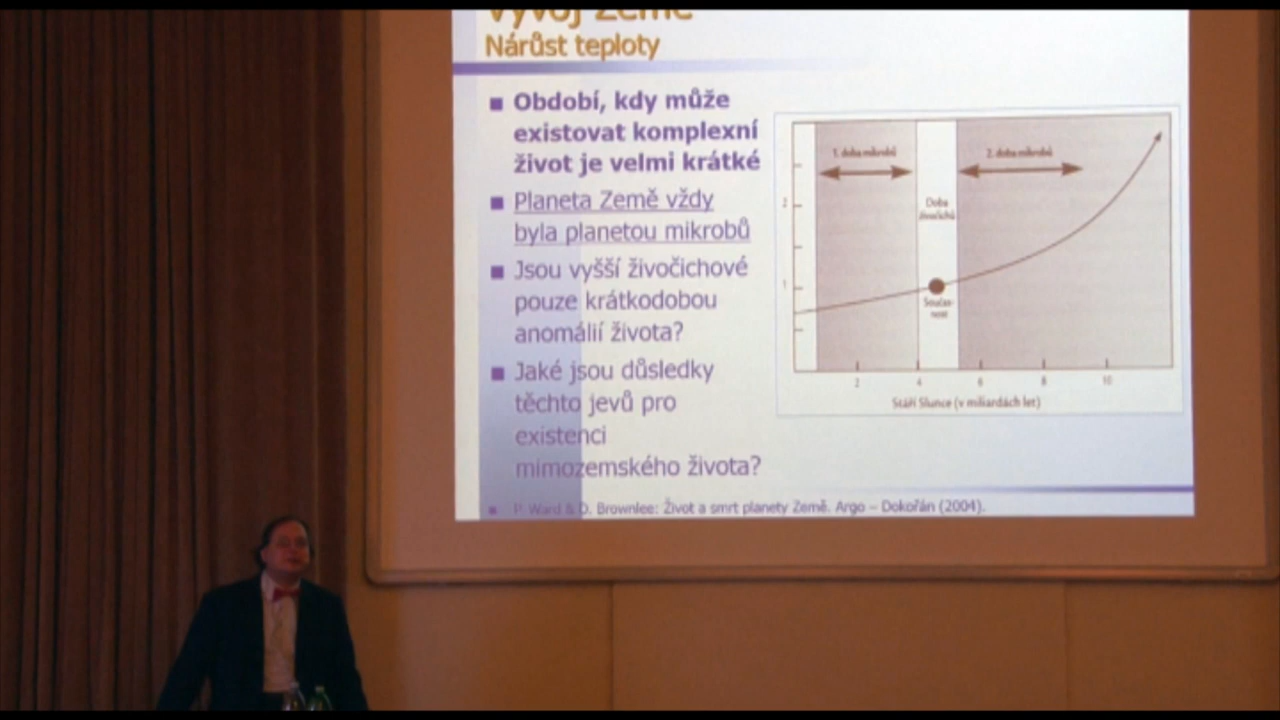 Vývoj Země
Nárůst teploty
Období, kdy může
existovat komplexní
život je velmi krátké
Planeta Země vždy
byla planetou mikrobů
Jsou vyšší živočichové
pouze krátkodobou
anomálií života?
Jaké jsou důsledky
těchto jevů pro
existenci
mimozemského života?
P. Ward & D. Brownlee: Život a smrt planety Země. Argo – Dokořán (2004).
1. doba mikrobů
2. doba mikrobů
Doba
živočichů
Součas-
nost
2
1
2
4
6
8
10
Stáří Slunce (v miliardách let)